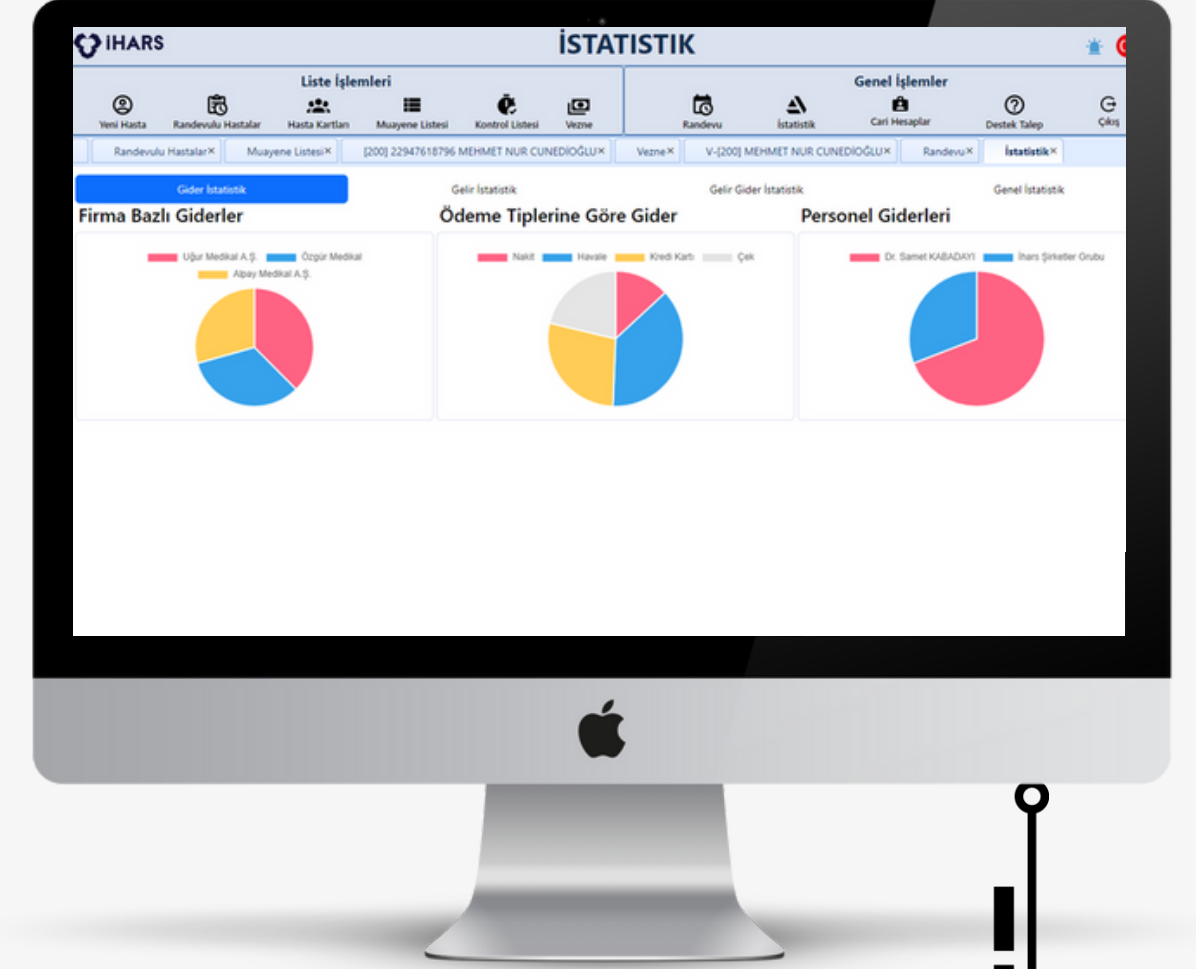 iHARS
İSTATISTIK
Liste İşlemleri
Genel İşlemler
Yeni Hasta Randevulu Hastalar Hasta Kartları Muayene Listesi Kontrol Listesi Vezne Randevu İstatistik Cari Hesaplar Destek Talep Çıkış
Randevulu Hastalar× Muayene Listesi× [200] 22947618796 MEHMET NUR CUNEDİOĞLU× Vezne× V-[200] MEHMET NUR CUNEDİOĞLU× Randevu× İstatistik×
Gider İstatistik Gelir İstatistik Gelir Gider İstatistik Genel İstatistik
Firma Bazlı Giderler
Uğur Medikal A.Ş. Özgür Medikal
Alpay Medikal A.Ş.
Ödeme Tiplerine Göre Gider
Nakit Havale Kredi Kartı Çek
Personel Giderleri
Dr. Samet KABADAYI İhars Şirketler Grubu